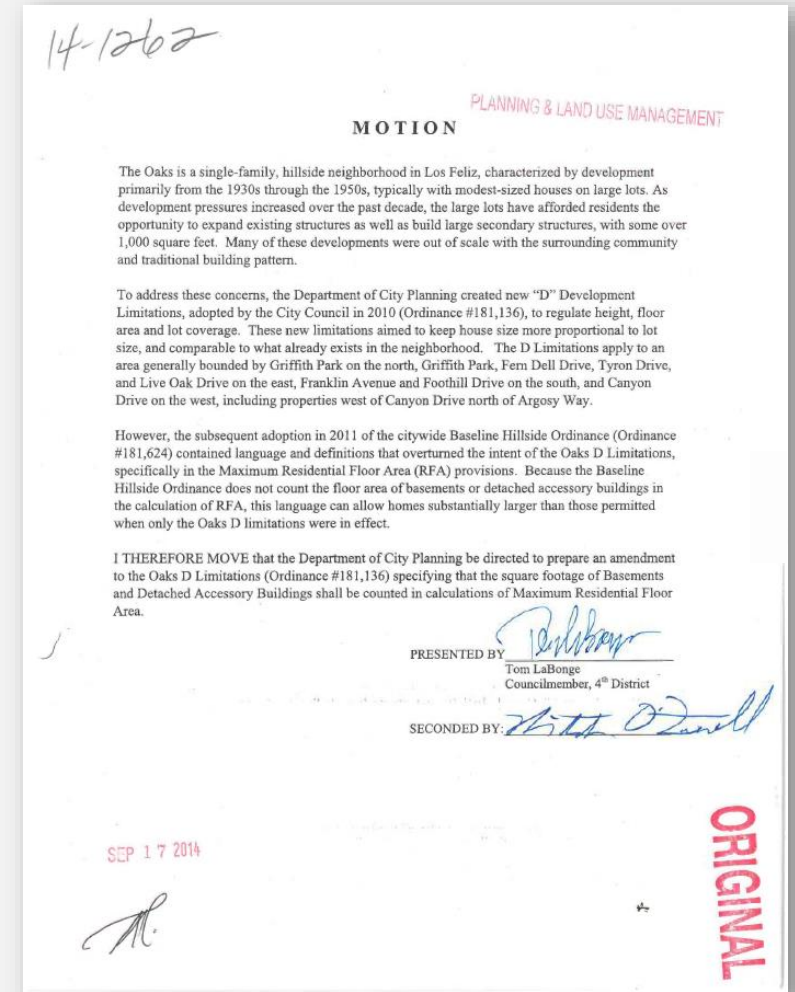 14-1262
PLANNING & LAND USE MANAGEMENT
MOTION
The Oaks is a single-family, hillside neighborhood in Los Feliz, characterized by development
primarily from the 1930s through the 1950s, typically with modest-sized houses on large lots. As
development pressures increased over the past decade, the large lots have afforded residents the
opportunity to expand existing structures as well as build large secondary structures, with some over
1,000 square feet. Many of these developments were out of scale with the surrounding community
and traditional building pattern.
To address these concerns, the Department of City Planning created new “D” Development
Limitations, adopted by the City Council in 2010 (Ordinance #181,136), to regulate height, floor
area and lot coverage. These new limitations aimed to keep house size more proportional to lot
size, and comparable to what already exists in the neighborhood. The D Limitations apply to an
area generally bounded by Griffith Park on the north, Griffith Park, Fern Dell Drive, Tyron Drive,
and Live Oak Drive on the east, Franklin Avenue and Foothill Drive on the south, and Canyon
Drive on the west, including properties west of Canyon Drive north of Argosy Way.
However, the subsequent adoption in 2011 of the citywide Baseline Hillside Ordinance (Ordinance
#181,624) contained language and definitions that overturned the intent of the Oaks D Limitations,
specifically in the Maximum Residential Floor Area (RFA) provisions. Because the Baseline
Hillside Ordinance does not count the floor area of basements or detached accessory buildings in
the calculation of RFA, this language can allow homes substantially larger than those permitted
when only the Oaks D limitations were in effect.
I THEREFORE MOVE that the Department of City Planning be directed to prepare an amendment
to the Oaks D Limitations (Ordinance #181,136) specifying that the square footage of Basements
and Detached Accessory Buildings shall be counted in calculations of Maximum Residential Floor
Area.
PRESENTED BY
Tom LaBonge
Councilmember, 4th District
SECONDED BY: Mitch O'Farrell
SEP 17 2014
ORIGINAL